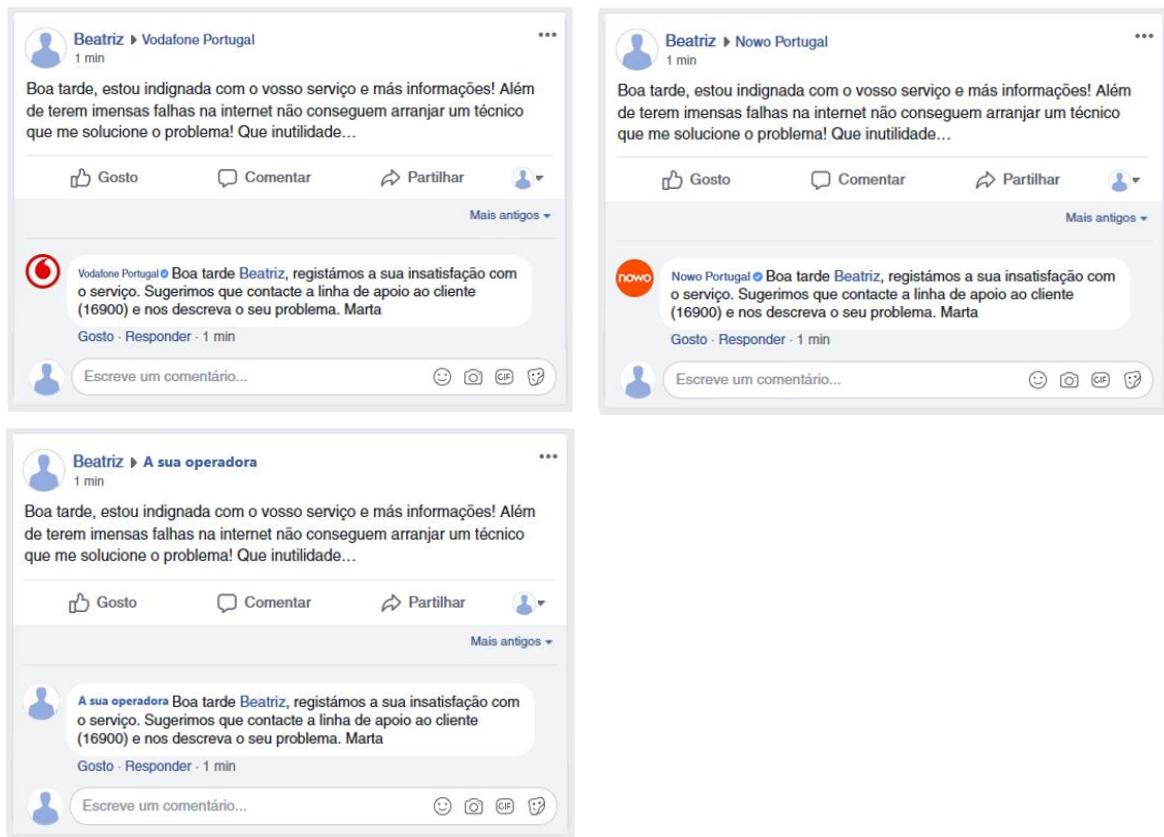 Beatriz Vodafone Portugal
1 min
Boa tarde, estou indignada com o vosso serviço e más informações! Além
de terem imensas falhas na internet não conseguem arranjar um técnico
que me solucione o problema! Que inutilidade...
Gosto Comentar Partilhar
Mais antigos
Vodafone Portugal Boa tarde Beatriz, registámos a sua insatisfação com
o serviço. Sugerimos que contacte a linha de apoio ao cliente
(16900) e nos descreva o seu problema. Marta
Gosto · Responder · 1 min
Escreve um comentário...
GIF
Beatriz Nowo Portugal
1 min
Boa tarde, estou indignada com o vosso serviço e más informações! Além
de terem imensas falhas na internet não conseguem arranjar um técnico
que me solucione o problema! Que inutilidade...
Gosto Comentar Partilhar
Mais antigos
nowo
Nowo Portugal Boa tarde Beatriz, registámos a sua insatisfação com
o serviço. Sugerimos que contacte a linha de apoio ao cliente
(16900) e nos descreva o seu problema. Marta
Gosto · Responder · 1 min
Escreve um comentário...
GIF
Beatriz A sua operadora
1 min
Boa tarde, estou indignada com o vosso serviço e más informações! Além
de terem imensas falhas na internet não conseguem arranjar um técnico
que me solucione o problema! Que inutilidade...
Gosto Comentar Partilhar
Mais antigos
A sua operadora Boa tarde Beatriz, registámos a sua insatisfação com
o serviço. Sugerimos que contacte a linha de apoio ao cliente
(16900) e nos descreva o seu problema. Marta
Gosto · Responder · 1 min
Escreve um comentário...
GIF